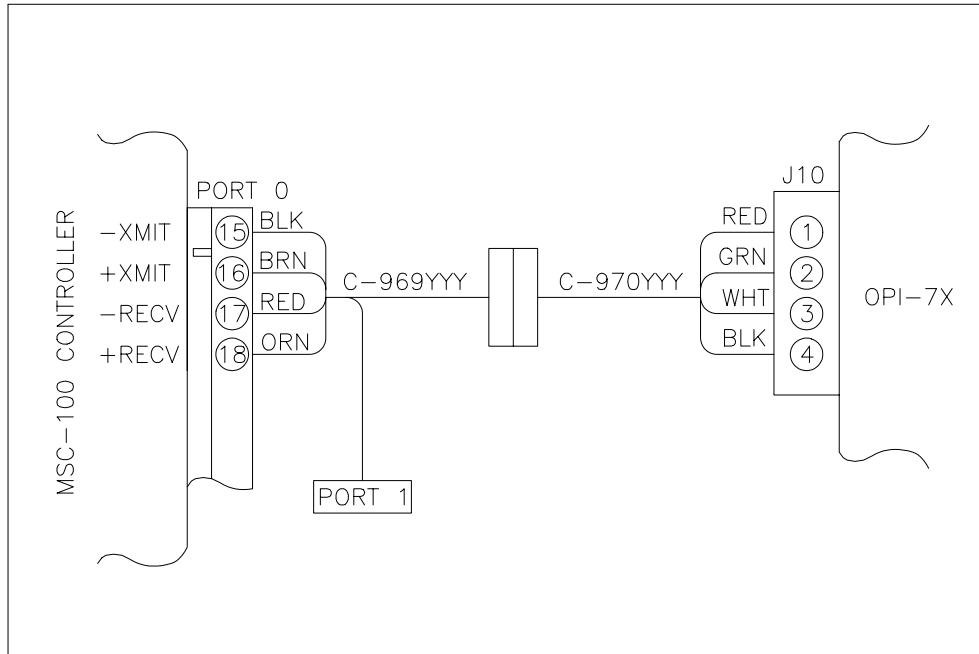 MSC-100 CONTROLLER
PORT 0
-XMIT 15 BLK
+XMIT 16 BRN
-RECV 17 RED
+RECV 18 ORN
C-969YYY
PORT 1
C-970YYY
J10
RED 1
GRN 2
WHT 3
BLK 4
OPI-7X